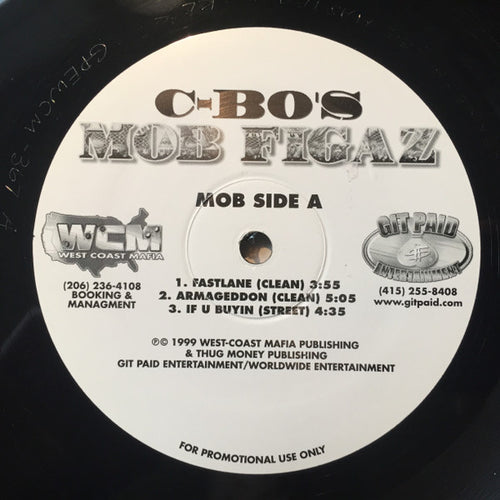 C-BO'S
MOB FIGAZ
MOB SIDE A
WCM
WEST COAST MAFIA
(206) 236-4108
BOOKING &
MANAGMENT
GIT PAID
ENTERTAINMENT
(415) 255-8408
www.gitpaid.com
1. FASTLANE (CLEAN) 3:55
2. ARMAGEDDON (CLEAN) 5:05
3. IF U BUYIN (STREET) 4:35
℗© 1999 WEST-COAST MAFIA PUBLISHING
& THUG MONEY PUBLISHING
GIT PAID ENTERTAINMENT/WORLDWIDE ENTERTAINMENT
FOR PROMOTIONAL USE ONLY